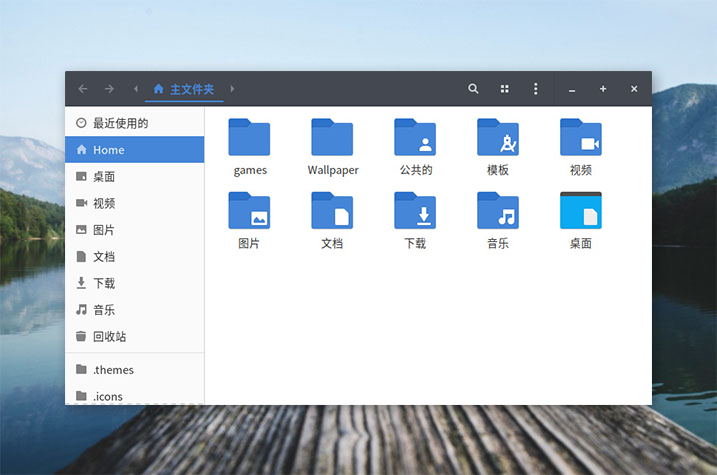 主文件夹
最近使用的
Home
桌面
视频
图片
文档
下载
音乐
回收站
.themes
.icons
games
Wallpaper
公共的
模板
视频
图片
文档
下载
音乐
桌面